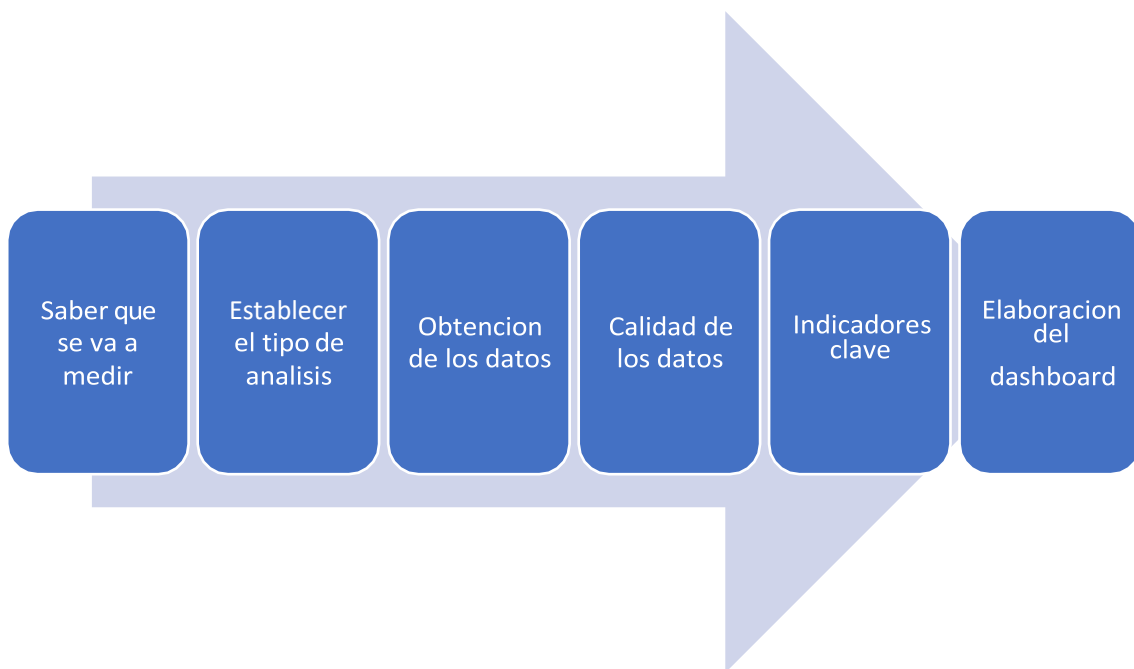 Saber que
se va a
medir
Establecer
el tipo de
analisis
Obtencion
de los datos
Calidad de
los datos
Indicadores
clave
Elaboracion
del
dashboard